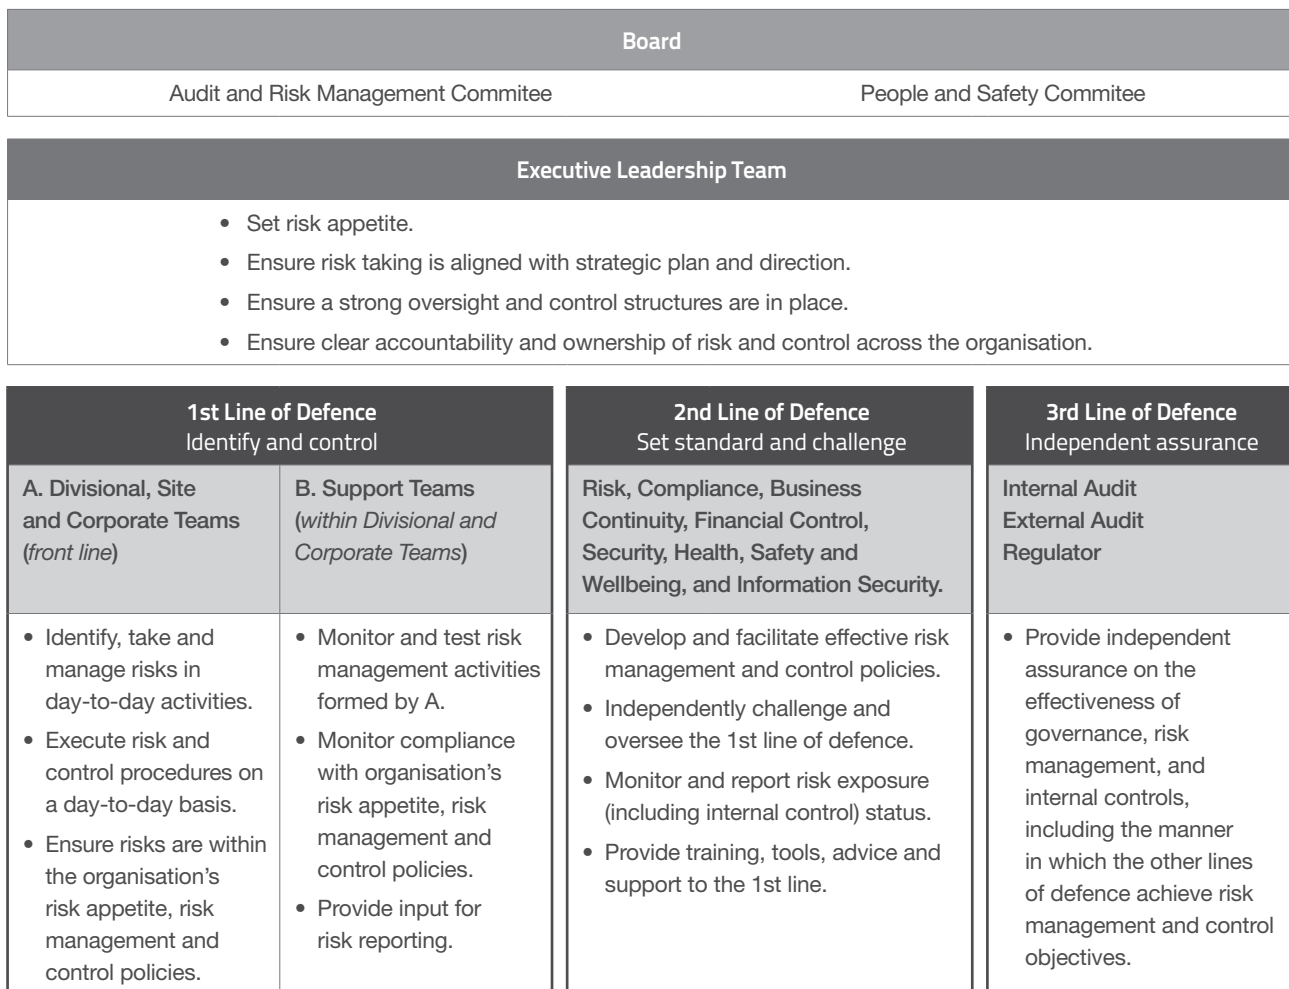 Board
Audit and Risk Management Commitee
People and Safety Commitee
Executive Leadership Team
• Set risk appetite.
• Ensure risk taking is aligned with strategic plan and direction.
• Ensure a strong oversight and control structures are in place.
• Ensure clear accountability and ownership of risk and control across the organisation.
1st Line of Defence
Identify and control
A. Divisional, Site
and Corporate Teams
(front line)
B. Support Teams
(within Divisional and
Corporate Teams)
• Identify, take and
manage risks in
day-to-day activities.
• Execute risk and
control procedures on
a day-to-day basis.
• Ensure risks are within
the organisation’s
risk appetite, risk
management and
control policies.
• Monitor and test risk
management activities
formed by A.
• Monitor compliance
with organisation’s
risk appetite, risk
management and
control policies.
• Provide input for
risk reporting.
2nd Line of Defence
Set standard and challenge
Risk, Compliance, Business
Continuity, Financial Control,
Security, Health, Safety and
Wellbeing, and Information Security.
• Develop and facilitate effective risk
management and control policies.
• Independently challenge and
oversee the 1st line of defence.
• Monitor and report risk exposure
(including internal control) status.
• Provide training, tools, advice and
support to the 1st line.
3rd Line of Defence
Independent assurance
Internal Audit
External Audit
Regulator
• Provide independent
assurance on the
effectiveness of
governance, risk
management, and
internal controls,
including the manner
in which the other lines
of defence achieve risk
management and control
objectives.